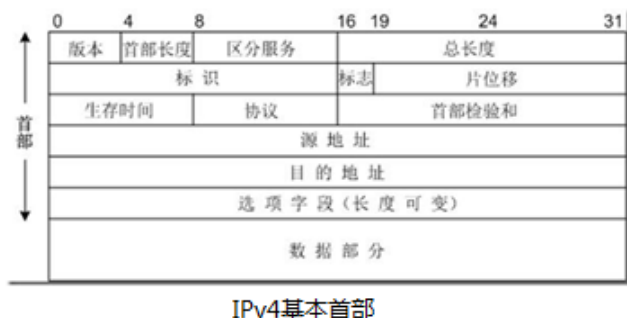 0 4 8 16 19 24 31
版本 首部长度 区分服务 总长度
标 识 标志 片位移
生存时间 协议 首部检验和
首部
源 地 址
目 的 地 址
选 项 字 段 (长 度 可 变)
数 据 部 分
IPv4基本首部